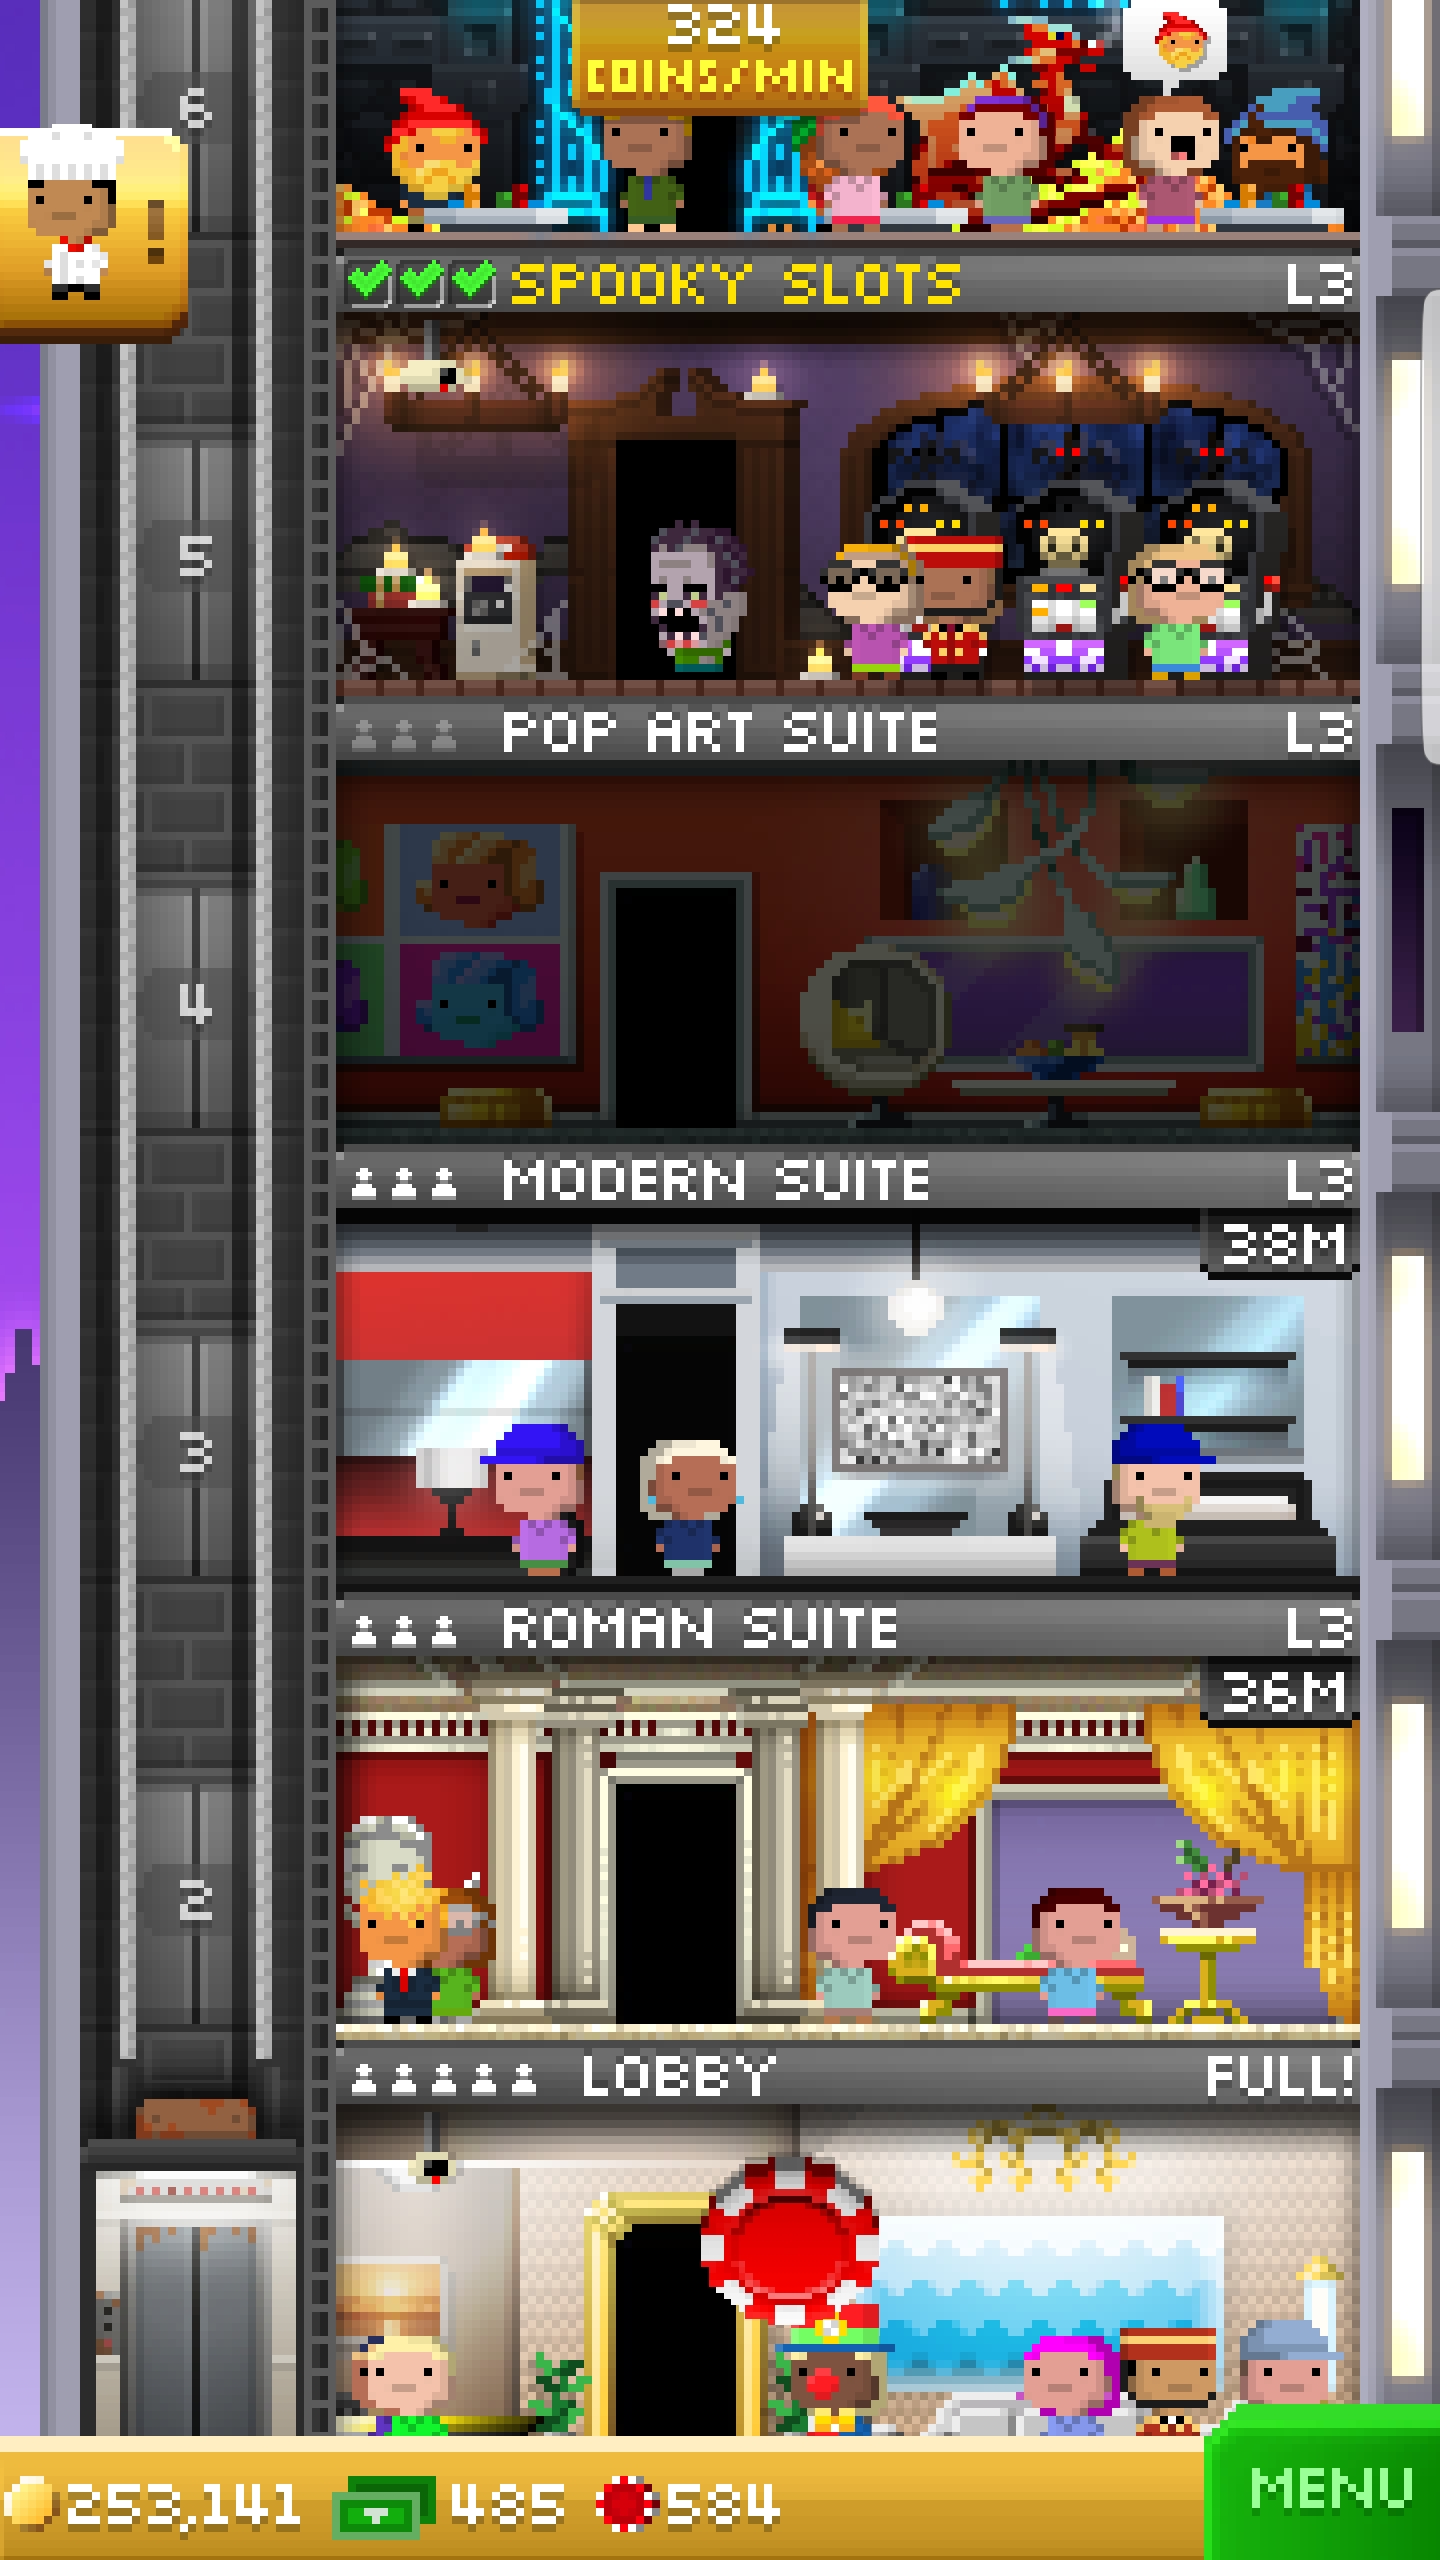 324
COINS/MIN
6
!
SPOOKY SLOTS L3
5
POP ART SUITE L3
4
MODERN SUITE L3
38M
3
ROMAN SUITE L3
36M
2
LOBBY FULL!
253,141 485 584 MENU